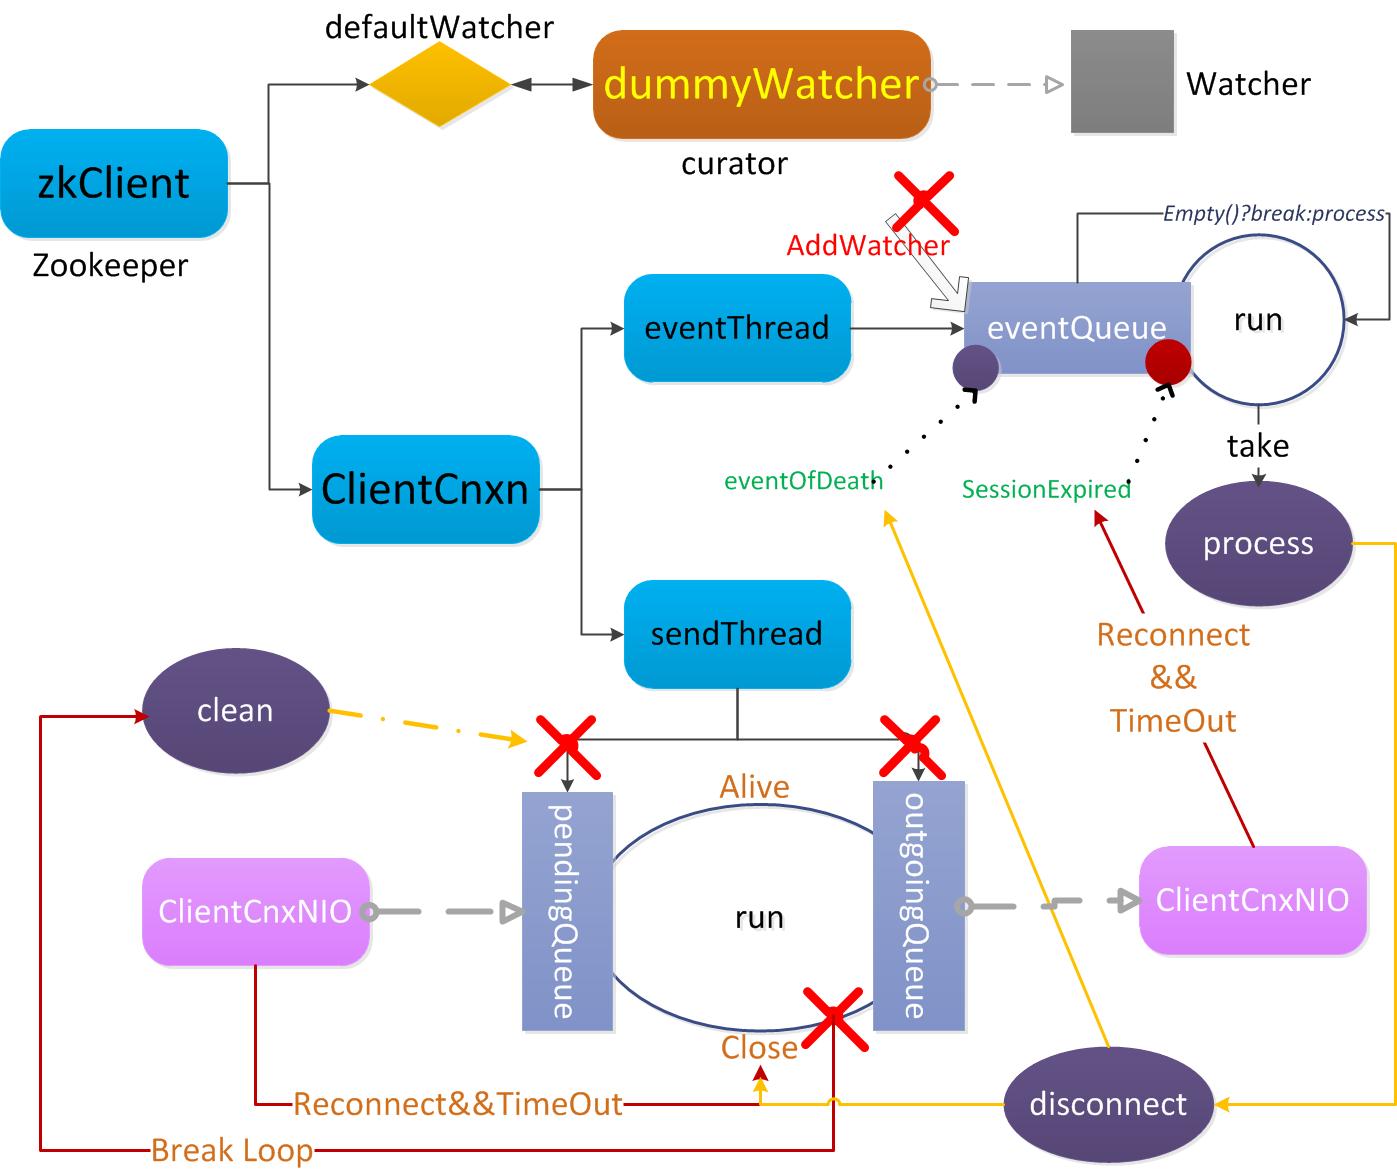 defaultWatcher
dummyWatcher
Watcher
curator
zkClient
Zookeeper
AddWatcher
Empty()?break:process
eventThread
eventQueue
run
take
eventOfDeath
SessionExpired
ClientCnxn
process
sendThread
Reconnect
&&
TimeOut
clean
Alive
pendingQueue
outgoingQueue
ClientCnxNIO
run
ClientCnxNIO
Close
Reconnect&&TimeOut
disconnect
Break Loop